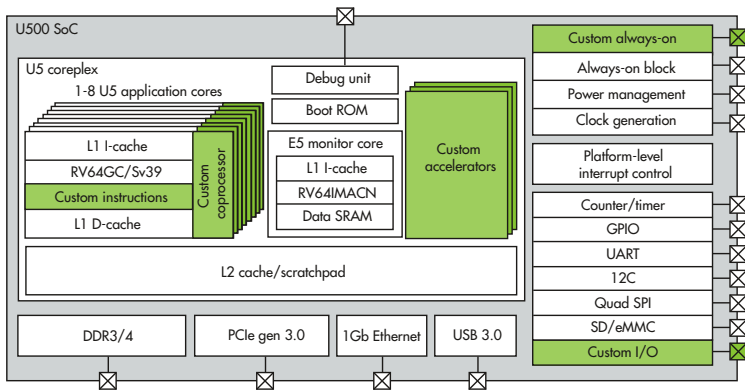 U500 SoC
U5 coreplex
1-8 U5 application cores
L1 I-cache
RV64GC/Sv39
Custom instructions
L1 D-cache
Custom
coprocessor
Debug unit
Boot ROM
E5 monitor core
L1 I-cache
RV64IMACN
Data SRAM
Custom
accelerators
L2 cache/scratchpad
DDR3/4
PCIe gen 3.0
1Gb Ethernet
USB 3.0
Custom always-on
Always-on block
Power management
Clock generation
Platform-level
interrupt control
Counter/timer
GPIO
UART
12C
Quad SPI
SD/eMMC
Custom I/O